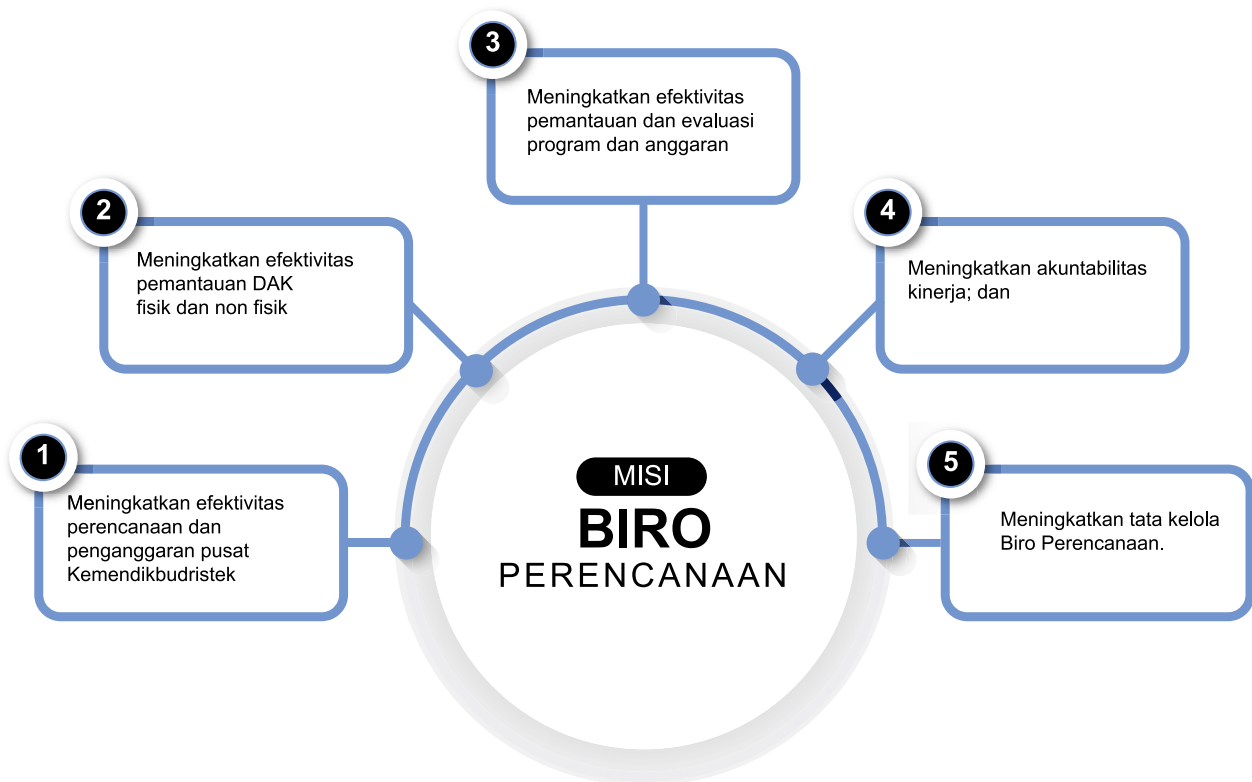 3
Meningkatkan efektivitas
pemantauan dan evaluasi
program dan anggaran
2
Meningkatkan efektivitas
pemantauan DAK
fisik dan non fisik
4
Meningkatkan akuntabilitas
kinerja; dan
1
Meningkatkan efektivitas
perencanaan dan
penganggaran pusat
Kemendikbudristek
MISI
BIRO
PERENCANAAN
5
Meningkatkan tata kelola
Biro Perencanaan.